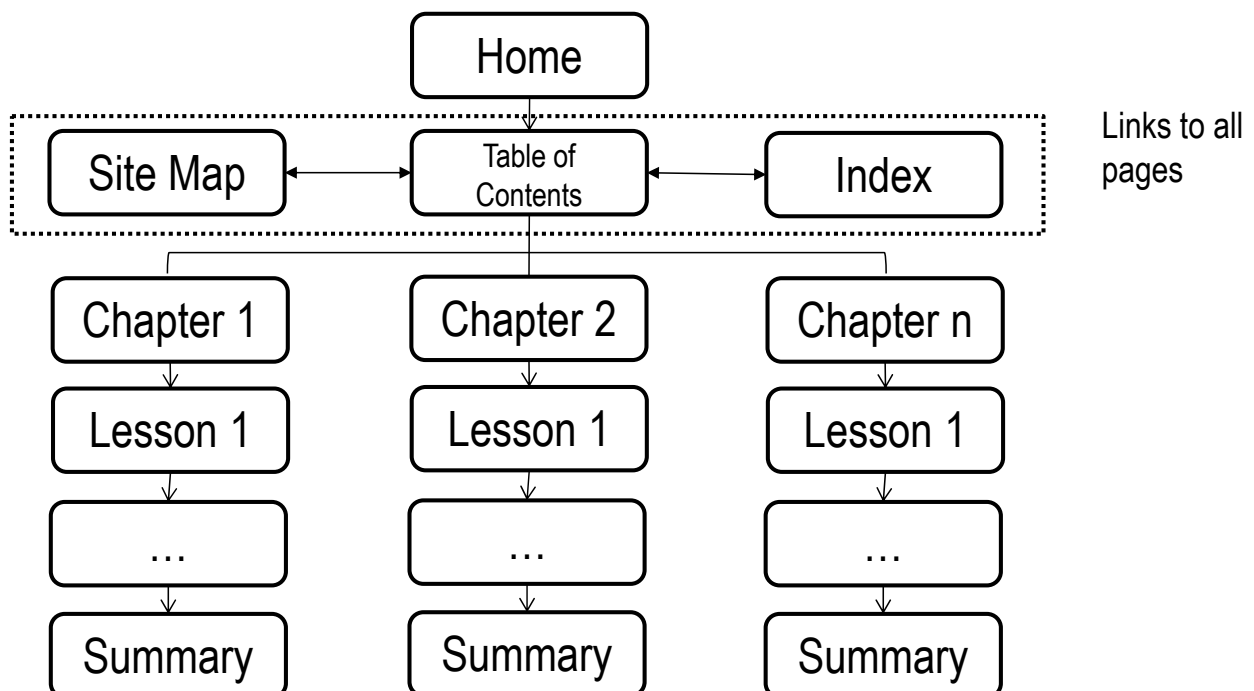 Home
Links to all
pages
Site Map
Table of
Contents
Index
Chapter 1
Chapter 2
Chapter n
Lesson 1
Lesson 1
Lesson 1
…
…
…
Summary
Summary
Summary